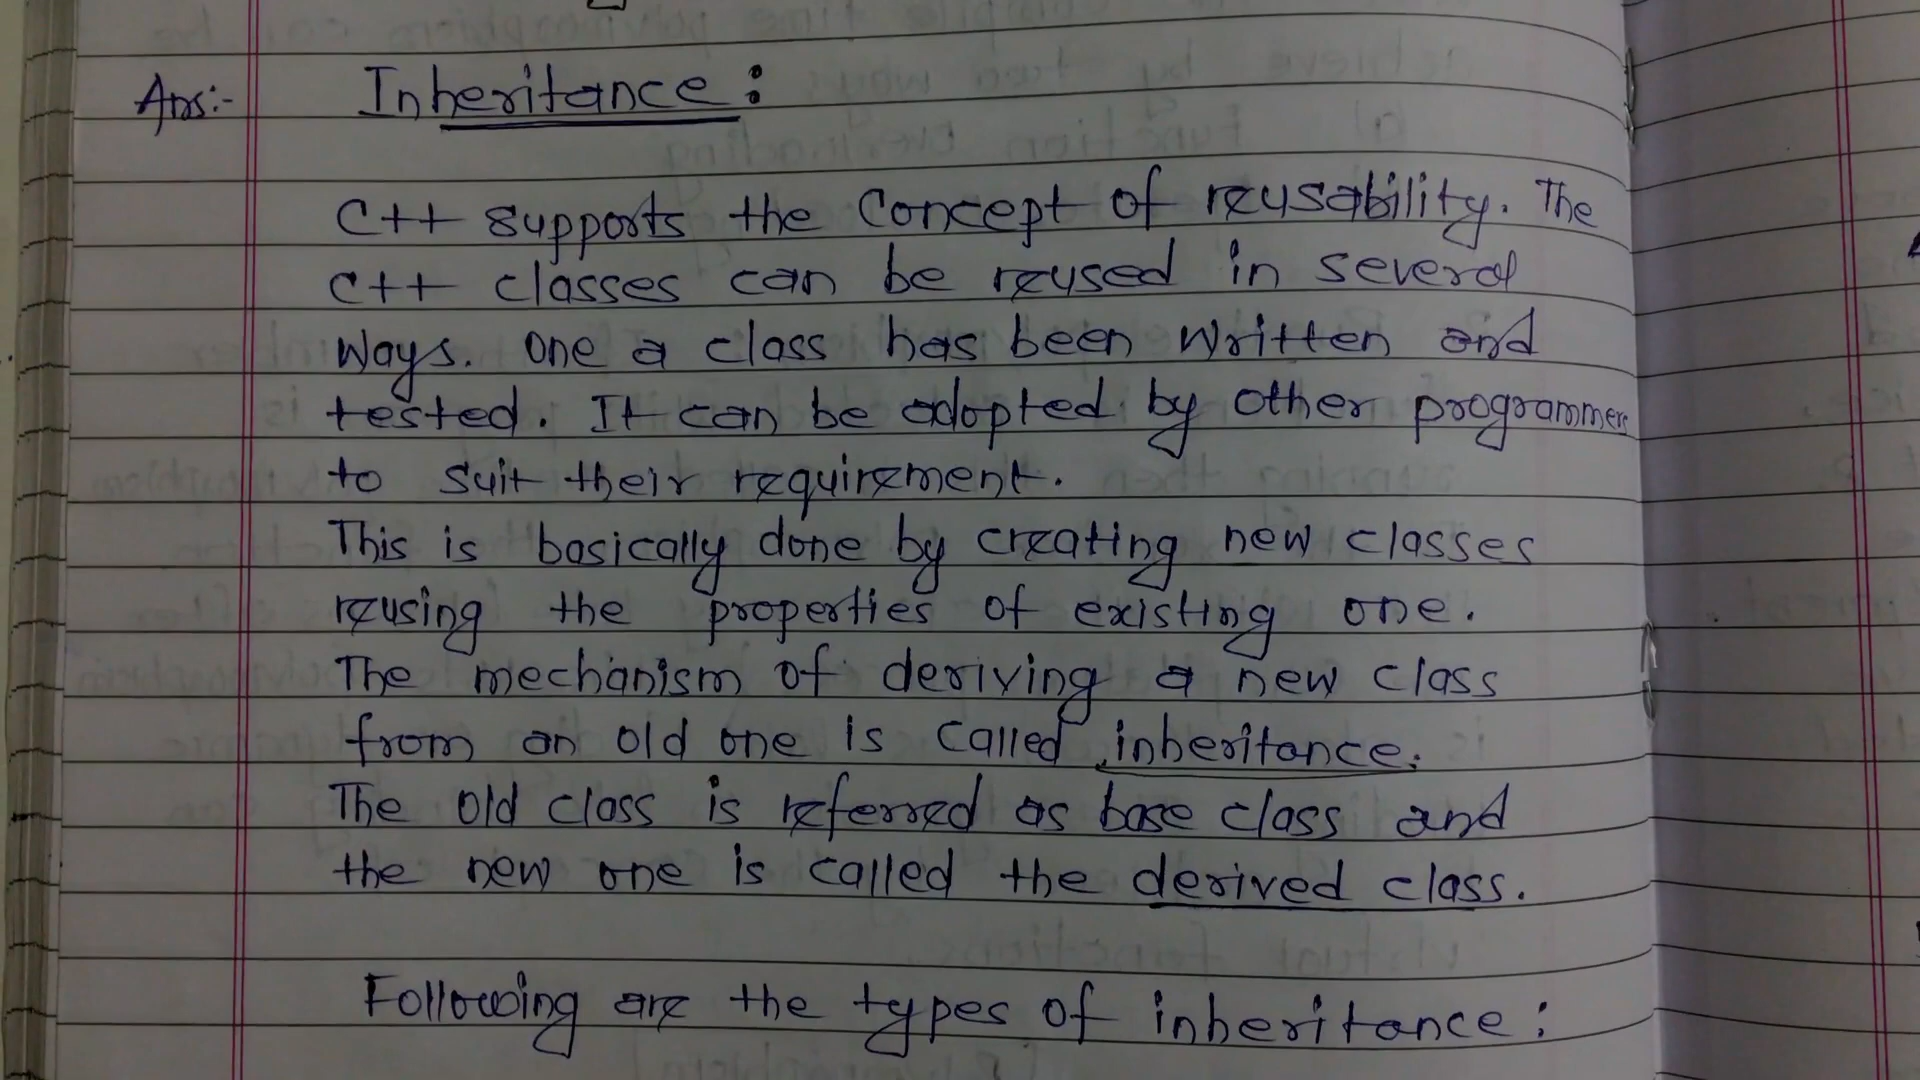 Ans:- Inheritance :
C++ supports the Concept of reusability. The
C++ classes can be reused in several
Ways. One a class has been written and
tested. It can be adopted by other programmers
to suit their requirement.
This is basically done by creating new classes
reusing the properties of existing one.
The mechanism of deriving a new class
from an old one is called inheritance.
The old class is referred as base class and
the new one is called the derived class.
Following are the types of inheritance :